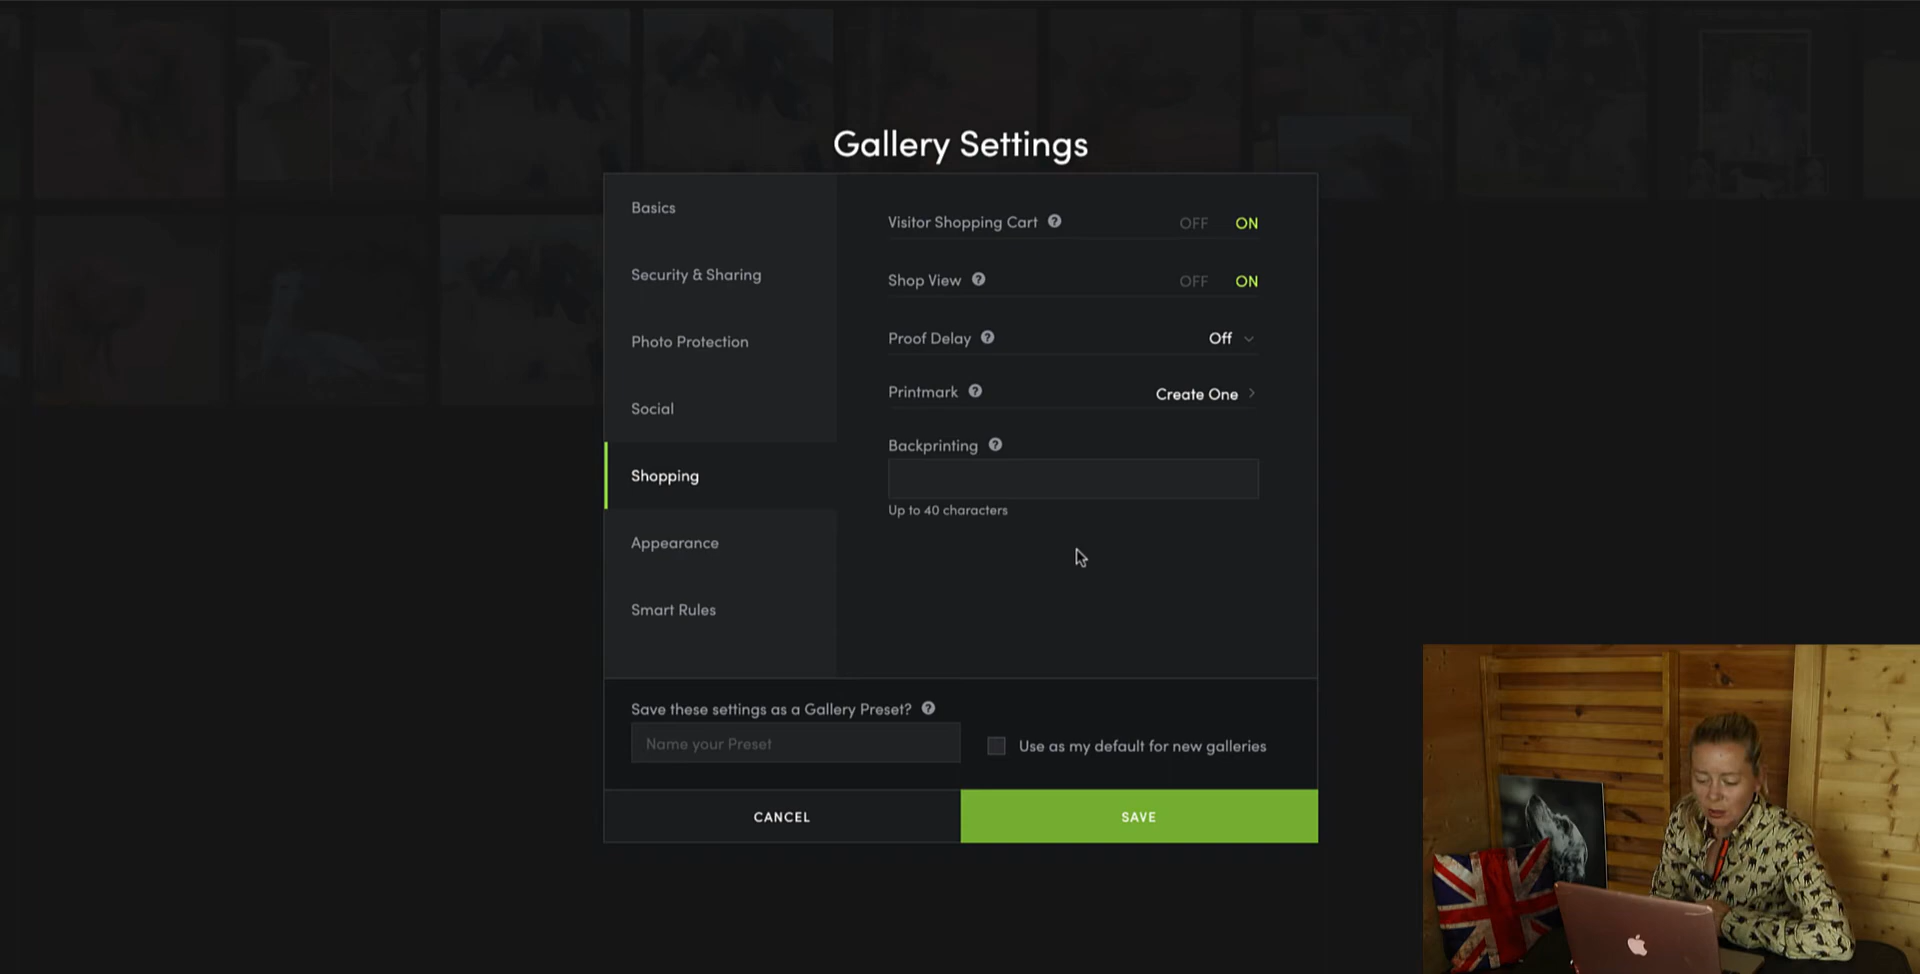 Gallery Settings
Basics
Security & Sharing
Photo Protection
Social
Shopping
Appearance
Smart Rules
Visitor Shopping Cart ? OFF ON
Shop View ? OFF ON
Proof Delay ? Off
Printmark ? Create One
Backprinting ?
Up to 40 characters
Save these settings as a Gallery Preset? ?
Name your Preset
Use as my default for new galleries
CANCEL
SAVE